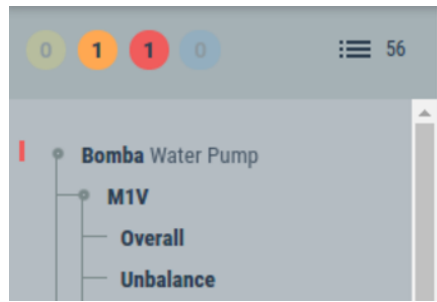 0 1 1 0 56
Bomba Water Pump
M1V
Overall
Unbalance